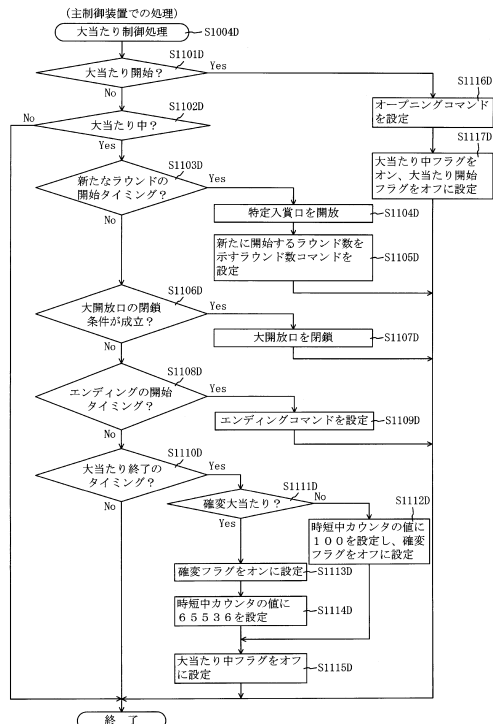 (主制御装置での処理)
大当たり制御処理
S1004D
S1101D
大当たり開始？
Yes
No
S1116D
オープニングコマンド
を設定
S1102D
No
大当たり中？
Yes
S1117D
大当たり中フラグを
オン、大当たり開始
フラグをオフに設定
S1103D
新たなラウンドの
開始タイミング？
Yes
No
特定入賞口を開放
S1104D
新たに開始するラウンド数を
示すラウンド数コマンドを
設定
S1105D
S1106D
大開放口の閉鎖
条件が成立？
Yes
No
大開放口を閉鎖
S1107D
S1108D
エンディングの開始
タイミング？
Yes
No
エンディングコマンドを設定
S1109D
S1110D
大当たり終了の
タイミング？
Yes
No
S1111D
確変大当たり？
No
Yes
S1112D
時短中カウンタの値に
１００を設定し、確変
フラグをオフに設定
確変フラグをオンに設定
S1113D
時短中カウンタの値に
６５５３６を設定
S1114D
大当たり中フラグをオフ
に設定
S1115D
終 了